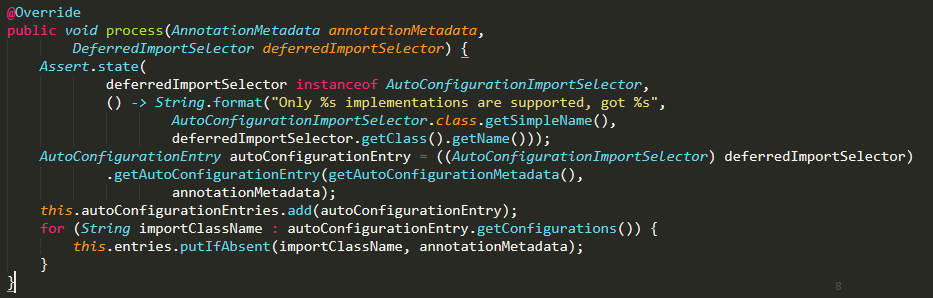 @Override
public void process(AnnotationMetadata annotationMetadata,
        DeferredImportSelector deferredImportSelector) {
    Assert.state(
            deferredImportSelector instanceof AutoConfigurationImportSelector,
            () -> String.format("Only %s implementations are supported, got %s",
                    AutoConfigurationImportSelector.class.getSimpleName(),
                    deferredImportSelector.getClass().getName()));
    AutoConfigurationEntry autoConfigurationEntry = ((AutoConfigurationImportSelector) deferredImportSelector)
            .getAutoConfigurationEntry(getAutoConfigurationMetadata(),
                    annotationMetadata);
    this.autoConfigurationEntries.add(autoConfigurationEntry);
    for (String importClassName : autoConfigurationEntry.getConfigurations()) {
        this.entries.putIfAbsent(importClassName, annotationMetadata);
    }
}
8